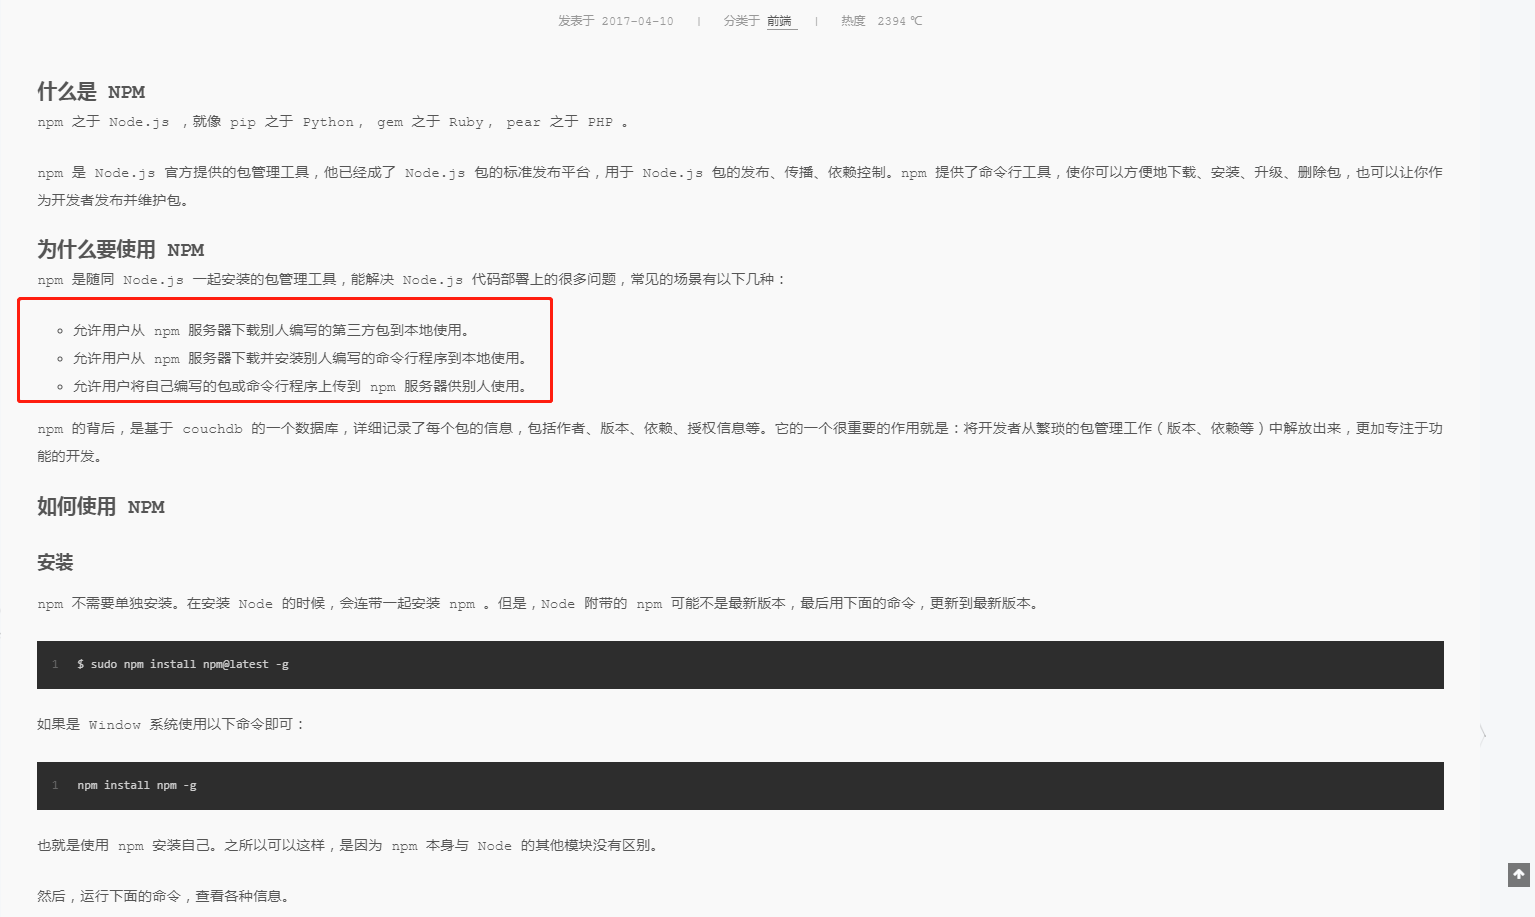 发表于 2017-04-10 | 分类于 前端 | 热度 2394 ℃
什么是 NPM
npm 之于 Node.js ，就像 pip 之于 Python， gem 之于 Ruby， pear 之于 PHP 。
npm 是 Node.js 官方提供的包管理工具，他已经成了 Node.js 包的标准发布平台，用于 Node.js 包的发布、传播、依赖控制。npm 提供了命令行工具，使你可以方便地下载、安装、升级、删除包，也可以让你作
为开发者发布并维护包。
为什么要使用 NPM
npm 是随同 Node.js 一起安装的包管理工具，能解决 Node.js 代码部署上的很多问题，常见的场景有以下几种：
允许用户从 npm 服务器下载别人编写的第三方包到本地使用。
允许用户从 npm 服务器下载并安装别人编写的命令行程序到本地使用。
允许用户将自己编写的包或命令行程序上传到 npm 服务器供别人使用。
npm 的背后，是基于 couchdb 的一个数据库，详细记录了每个包的信息，包括作者、版本、依赖、授权信息等。它的一个很重要的作用就是：将开发者从繁琐的包管理工作（版本、依赖等）中解放出来，更加专注于功
能的开发。
如何使用 NPM
安装
npm 不需要单独安装。在安装 Node 的时候，会连带一起安装 npm 。但是，Node 附带的 npm 可能不是最新版本，最后用下面的命令，更新到最新版本。
1 $ sudo npm install npm@latest -g
如果是 Window 系统使用以下命令即可：
1 npm install npm -g
也就是使用 npm 安装自己。之所以可以这样，是因为 npm 本身与 Node 的其他模块没有区别。
然后，运行下面的命令，查看各种信息。